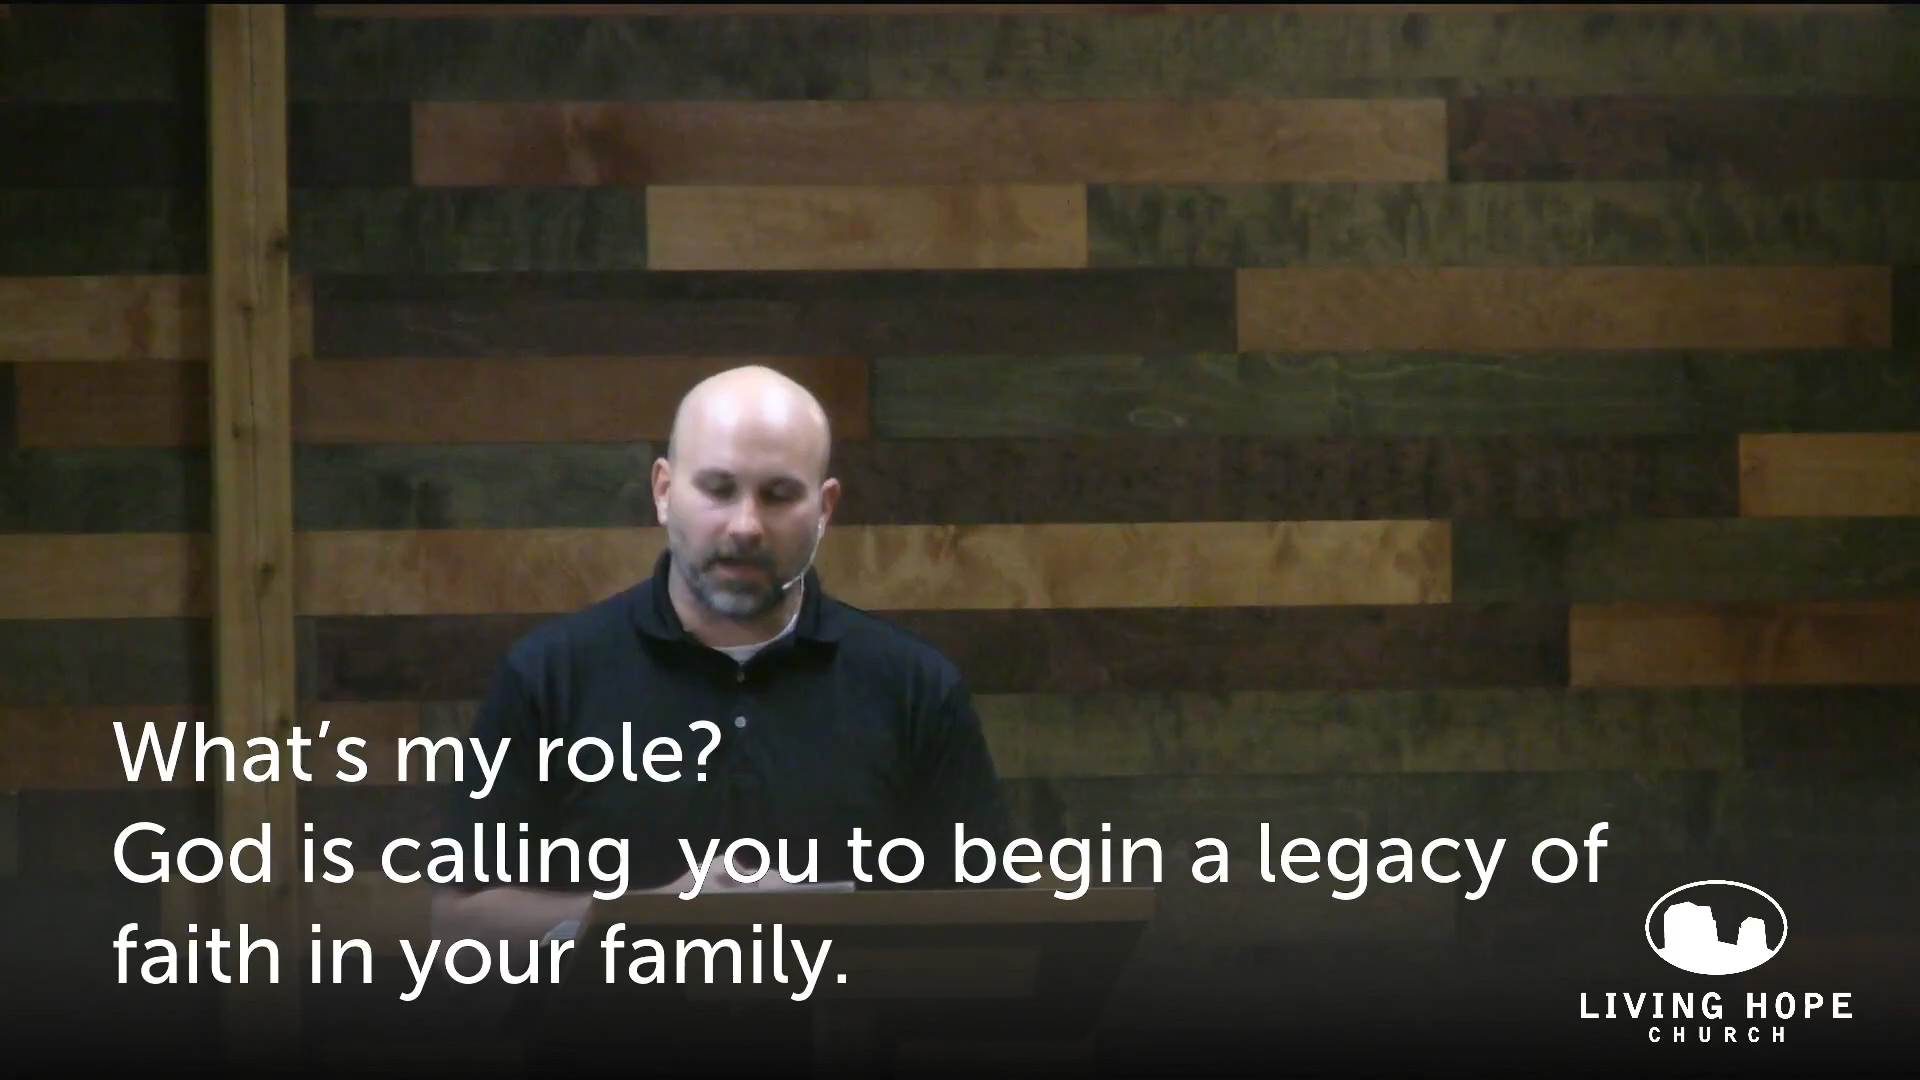 What's my role?
God is calling  you to begin a legacy of
faith in your family.
LIVING HOPE
CHURCH